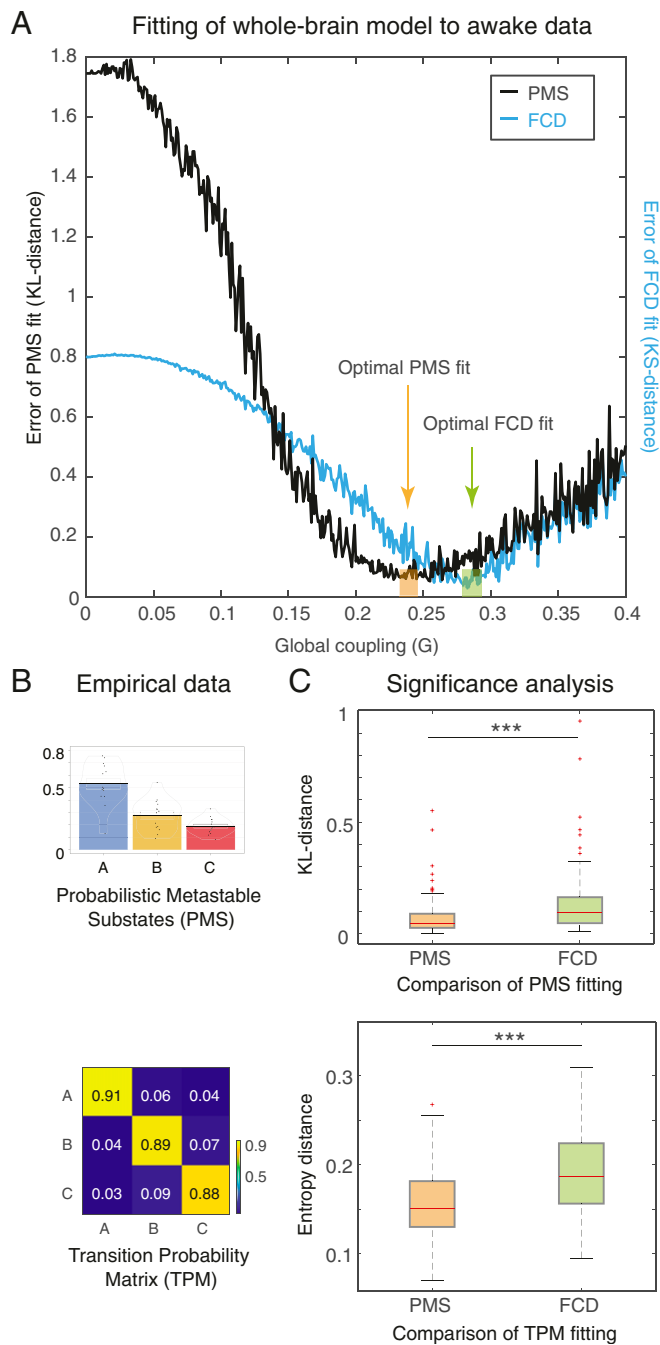 A Fitting of whole-brain model to awake data
1.8
1.6
1.4
1.2
1
0.8
0.6
0.4
0.2
0
Error of PMS fit (KL-distance)
PMS
FCD
Error of FCD fit (KS-distance)
Optimal PMS fit
Optimal FCD fit
0 0.05 0.1 0.15 0.2 0.25 0.3 0.35 0.4
Global coupling (G)
B Empirical data
0.8
0.5
0
A B C
Probabilistic Metastable
Substates (PMS)
A 0.91 0.06 0.04
B 0.04 0.89 0.07
C 0.03 0.09 0.88
A B C
0.9
0.5
Transition Probability
Matrix (TPM)
C Significance analysis
1
0.5
0
KL-distance
***
PMS FCD
Comparison of PMS fitting
0.3
0.2
0.1
Entropy distance
***
PMS FCD
Comparison of TPM fitting